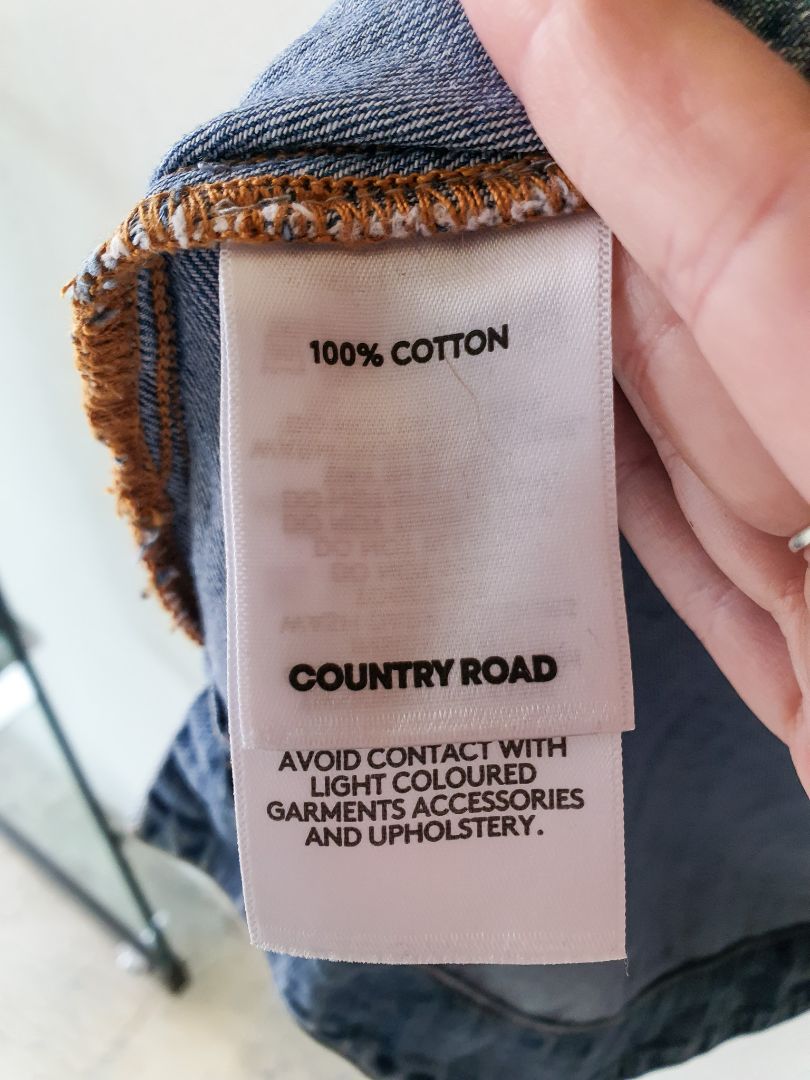 100% COTTON
COUNTRY ROAD
AVOID CONTACT WITH
LIGHT COLOURED
GARMENTS ACCESSORIES
AND UPHOLSTERY.